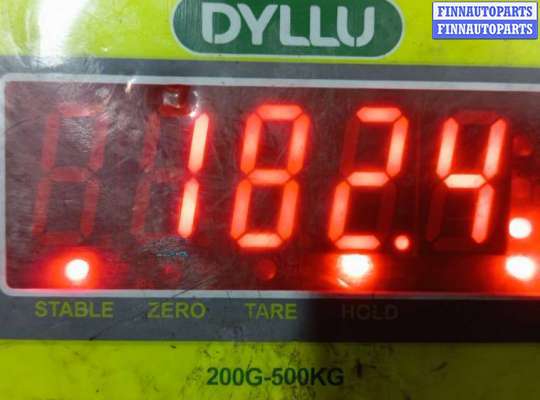 FINNAUTOPARTS
FINNAUTOPARTS
DYLLU
182.4
STABLE ZERO TARE HOLD
200G-500KG